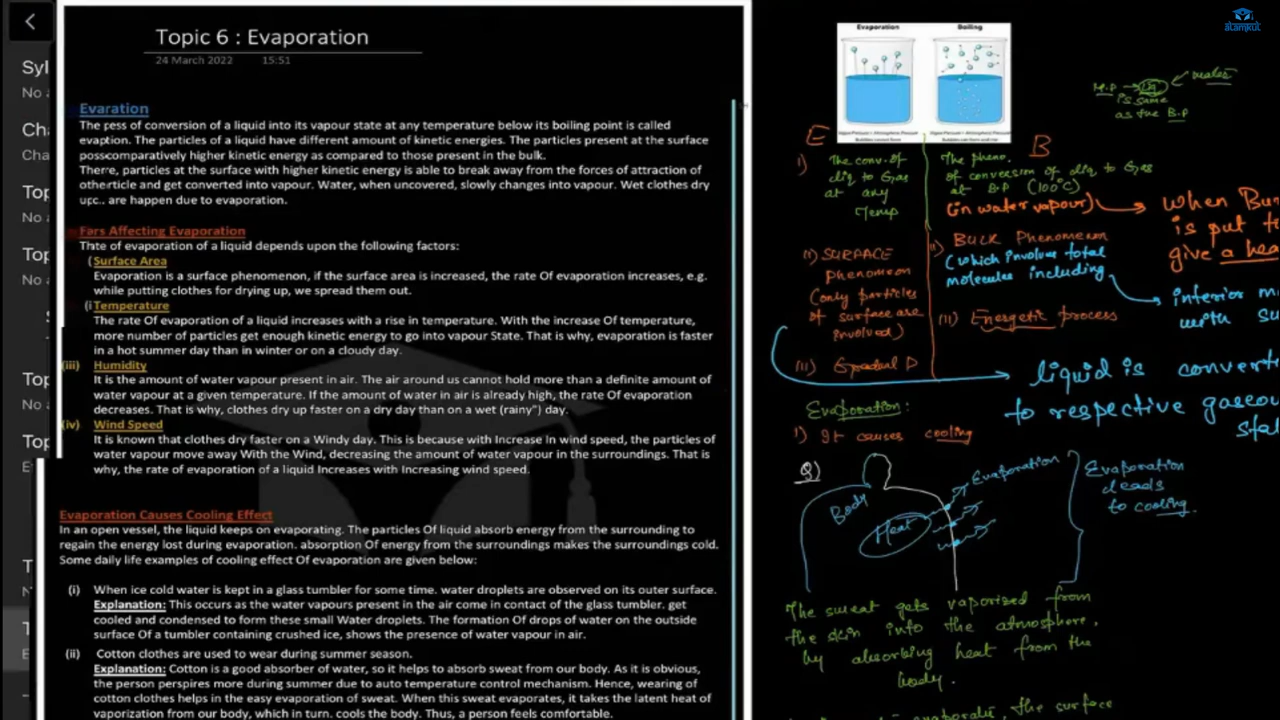 atamkul
Syl
No a
Cha
Cha
Top
No a
Top
No a
S
Top
No a
Top
E
T
N
T
E
Topic 6 : Evaporation
24 March 2022 15:51
Evaration
The pess of conversion of a liquid into its vapour state at any temperature below its boiling point is called
evaption. The particles of a liquid have different amount of kinetic energies. The particles present at the surface
posscomparatively higher kinetic energy as compared to those present in the bulk.
There, particles at the surface with higher kinetic energy is able to break away from the forces of attraction of
otherticle and get converted into vapour. Water, when uncovered, slowly changes into vapour. Wet clothes dry
upc.. are happen due to evaporation.
Fars Affecting Evaporation
Thte of evaporation of a liquid depends upon the following factors:
(Surface Area
Evaporation is a surface phenomenon, if the surface area is increased, the rate Of evaporation increases, e.g.
while putting clothes for drying up, we spread them out.
(i Temperature
The rate Of evaporation of a liquid increases with a rise in temperature. With the increase Of temperature,
more number of particles get enough kinetic energy to go into vapour State. That is why, evaporation is faster
in a hot summer day than in winter or on a cloudy day.
(iii) Humidity
It is the amount of water vapour present in air. The air around us cannot hold more than a definite amount of
water vapour at a given temperature. If the amount of water in air is already high, the rate Of evaporation
decreases. That is why, clothes dry up faster on a dry day than on a wet (rainy") day.
(iv) Wind Speed
It is known that clothes dry faster on a Windy day. This is because with Increase In wind speed, the particles of
water vapour move away With the Wind, decreasing the amount of water vapour in the surroundings. That is
why, the rate of evaporation of a liquid Increases with Increasing wind speed.
Evaporation Causes Cooling Effect
In an open vessel, the liquid keeps on evaporating. The particles Of liquid absorb energy from the surrounding to
regain the energy lost during evaporation. absorption Of energy from the surroundings makes the surroundings cold.
Some daily life examples of cooling effect Of evaporation are given below:
(i) When ice cold water is kept in a glass tumbler for some time. water droplets are observed on its outer surface.
Explanation: This occurs as the water vapours present in the air come in contact of the glass tumbler. get
cooled and condensed to form these small Water droplets. The formation Of drops of water on the outside
surface Of a tumbler containing crushed ice, shows the presence of water vapour in air.
(ii) Cotton clothes are used to wear during summer season.
Explanation: Cotton is a good absorber of water, so it helps to absorb sweat from our body. As it is obvious,
the person perspires more during summer due to auto temperature control mechanism. Hence, wearing of
cotton clothes helps in the easy evaporation of sweat. When this sweat evaporates, it takes the latent heat of
vaporization from our body, which in turn. cools the body. Thus, a person feels comfortable.
Evaporation Boiling
M.P
is same
as the B.P
E
B
I) The conv. of
liq to Gas
at any
Temp
The pheno.
of conversion of liq to Gas
at B.P (100°C)
(in water vapour)
When Bur
is put t
give a hea
(II) SURFACE
Phenomenon
(only particles
of surface are
involved)
II) BULK Phenomenon
(Which involve total
molecules including
interior m
with su
(III) Energetic process
III) Gradual P
liquid is convert
to respective gaseou
stat
Evaporation:
I) It causes cooling
Q)
Body
Heat
Evaporation
Evaporation
leads
to cooling.
The sweat gets vaporized from
the skin into the atmosphere.
by absorbing heat from the
body.
the surface